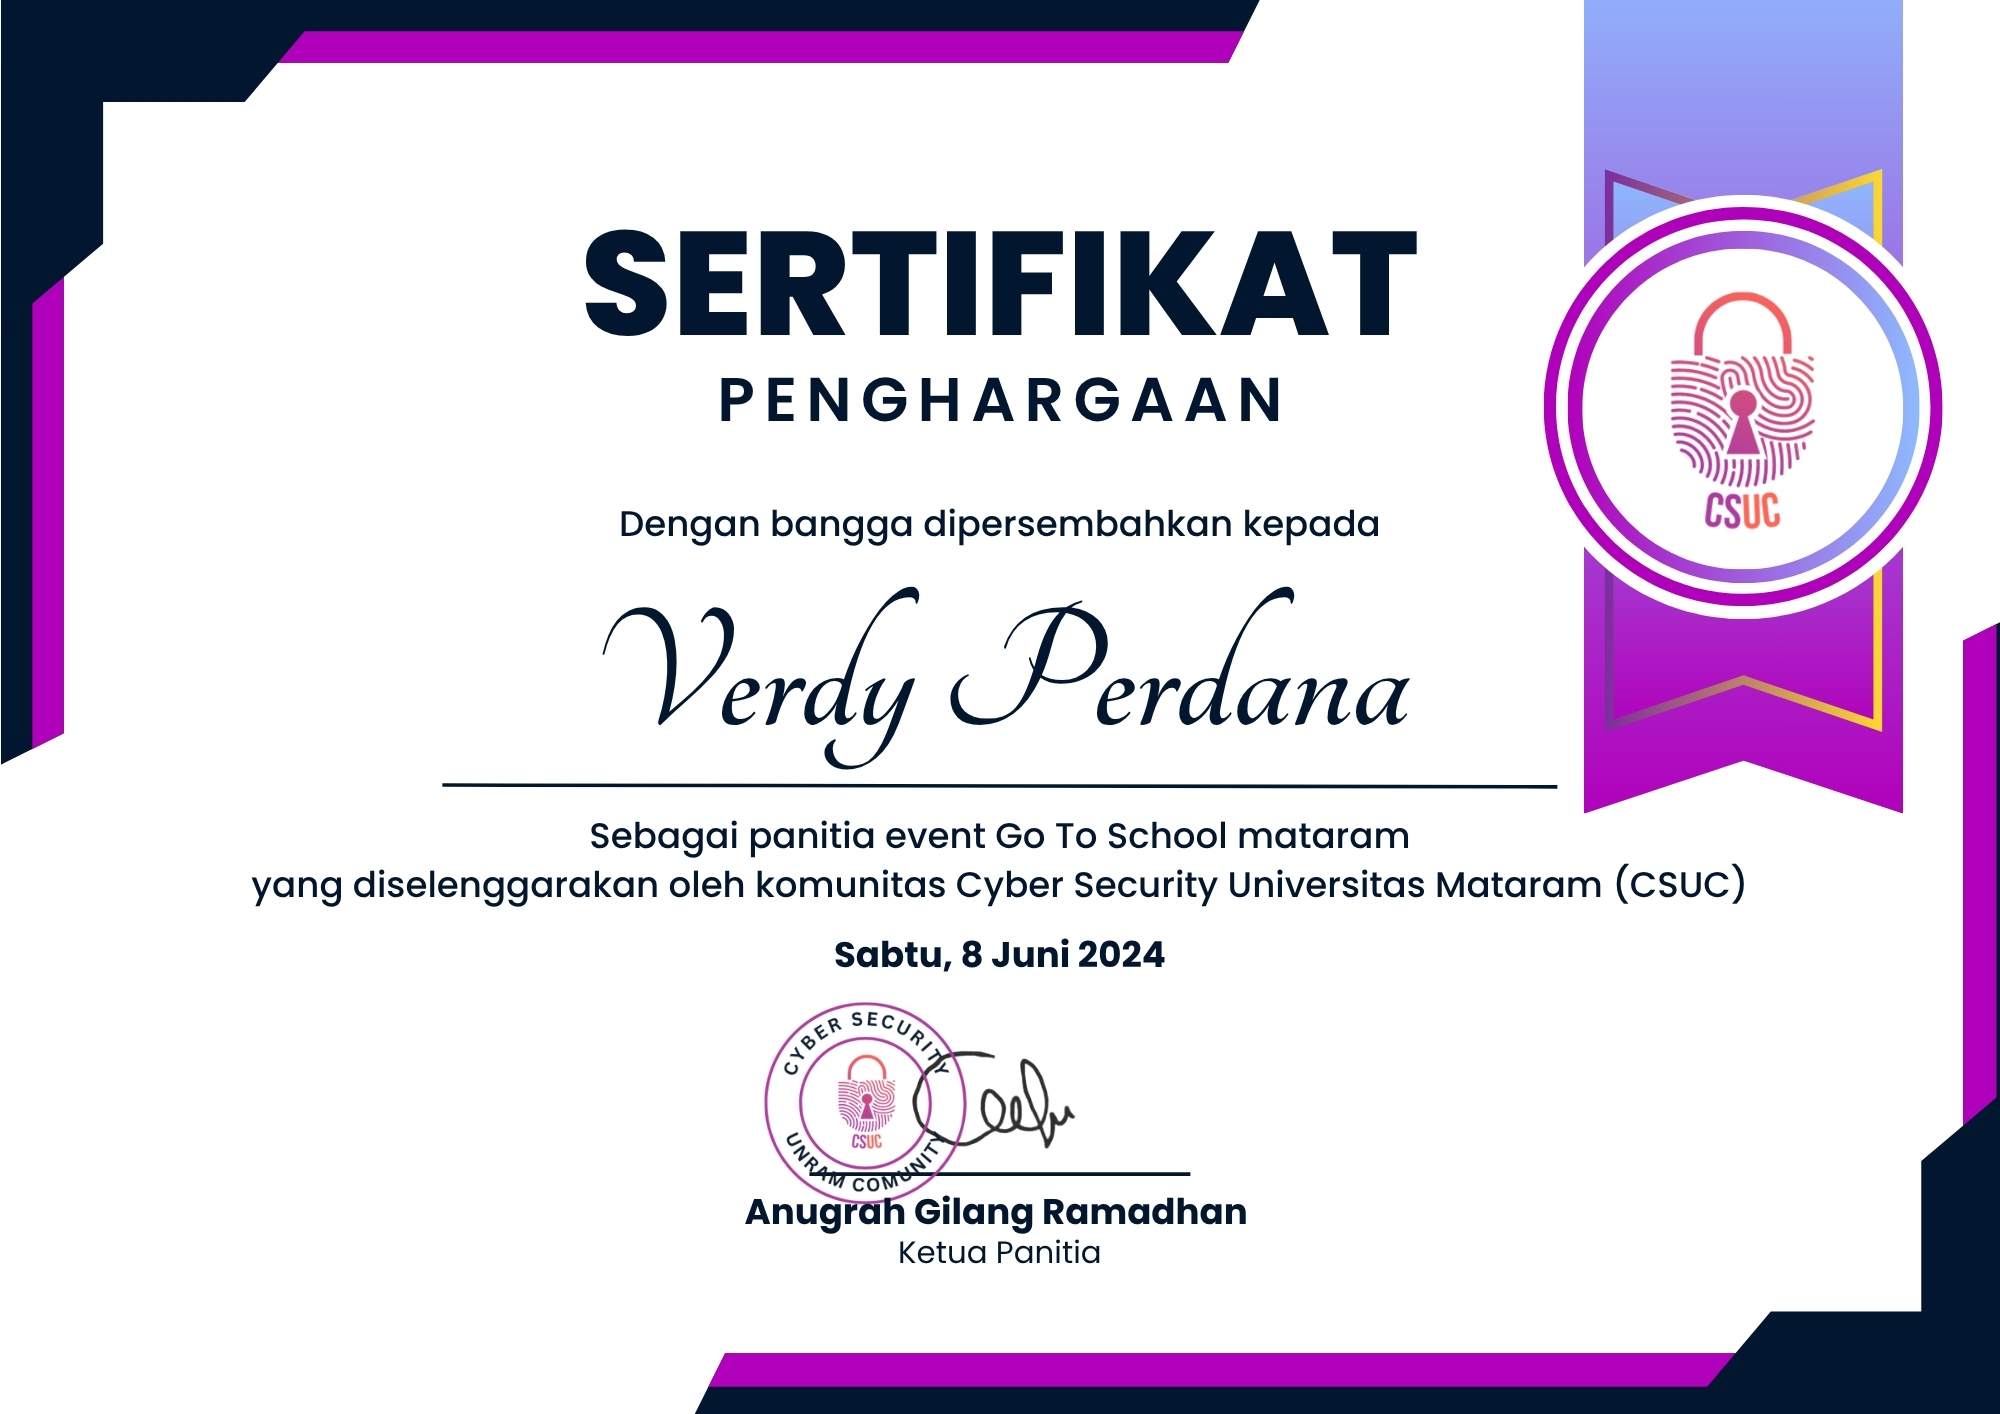 SERTIFIKAT
PENGHARGAAN
CSUC
Dengan bangga dipersembahkan kepada
Verdy Perdana
Sebagai panitia event Go To School mataram
yang diselenggarakan oleh komunitas Cyber Security Universitas Mataram (CSUC)
Sabtu, 8 Juni 2024
CYBER SECURITY
CSUC
UNRAM COMUNITY
Anugrah Gilang Ramadhan
Ketua Panitia